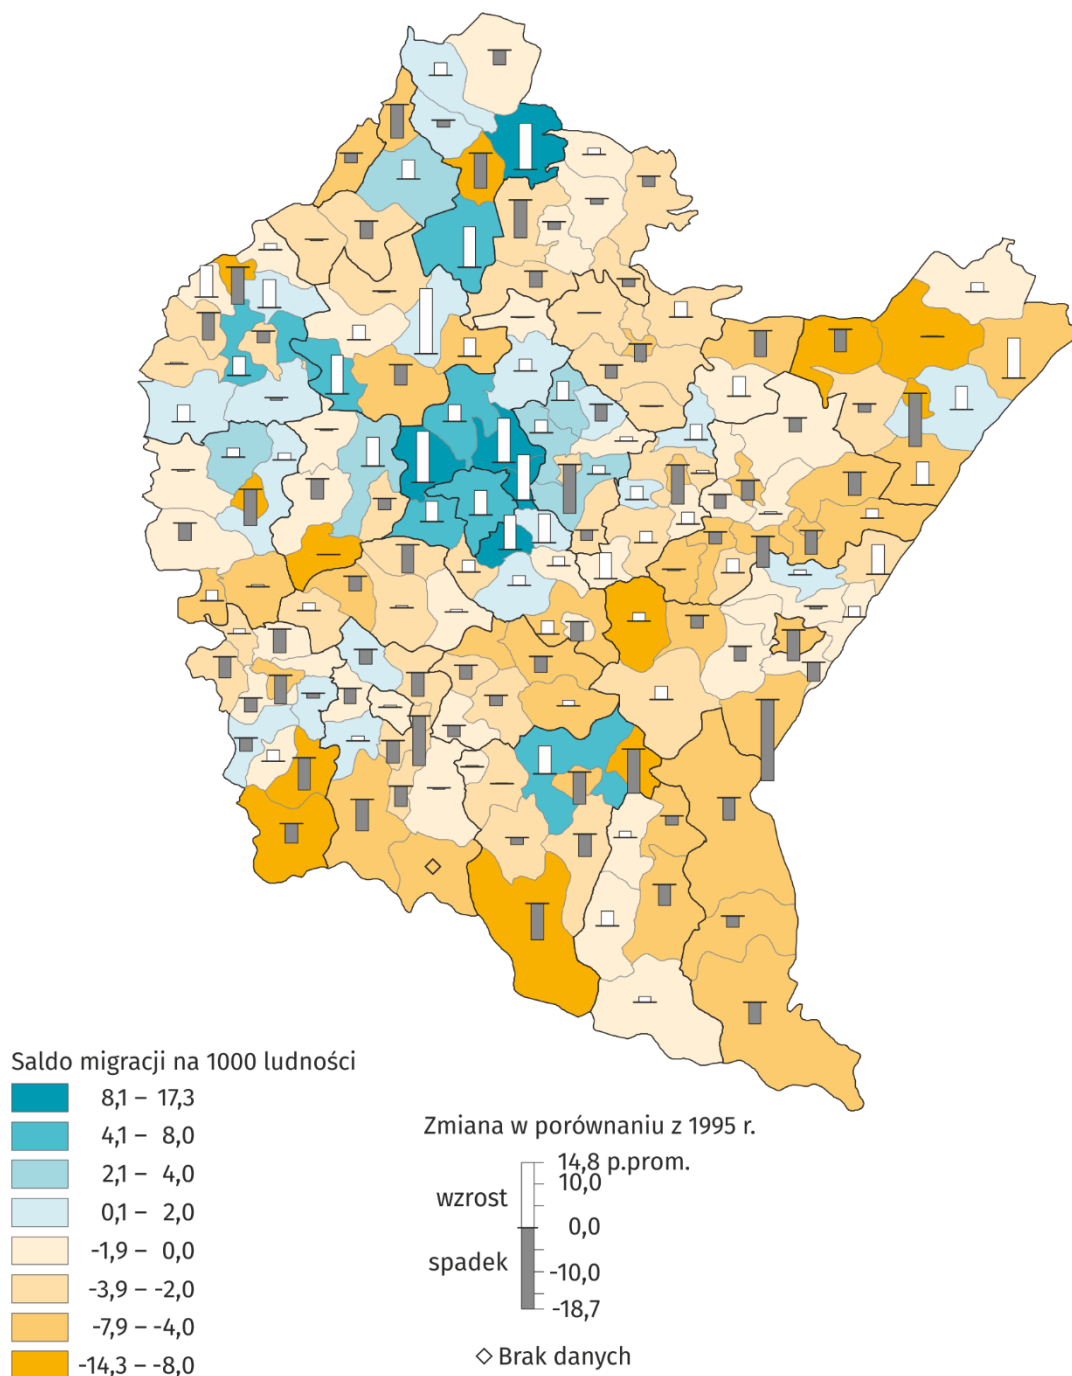 Saldo migracji na 1000 ludności
8,1 – 17,3
4,1 – 8,0
2,1 – 4,0
0,1 – 2,0
-1,9 – 0,0
-3,9 – -2,0
-7,9 – -4,0
-14,3 – -8,0
Zmiana w porównaniu z 1995 r.
14,8 p.prom.
10,0
wzrost
0,0
spadek
-10,0
-18,7
Brak danych